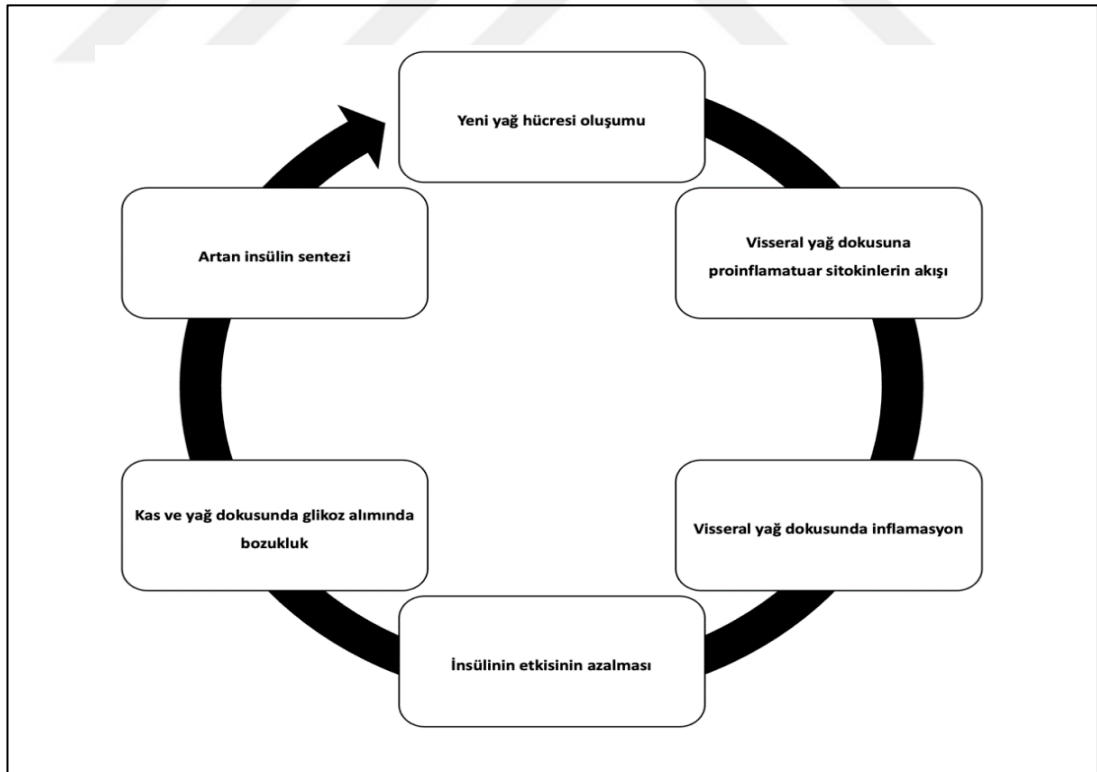 Yeni yağ hücresi oluşumu
Visseral yağ dokusuna
proinflamatuar sitokinlerin akışı
Visseral yağ dokusunda inflamasyon
İnsülinin etkisinin azalması
Kas ve yağ dokusunda glikoz alımında
bozukluk
Artan insülin sentezi